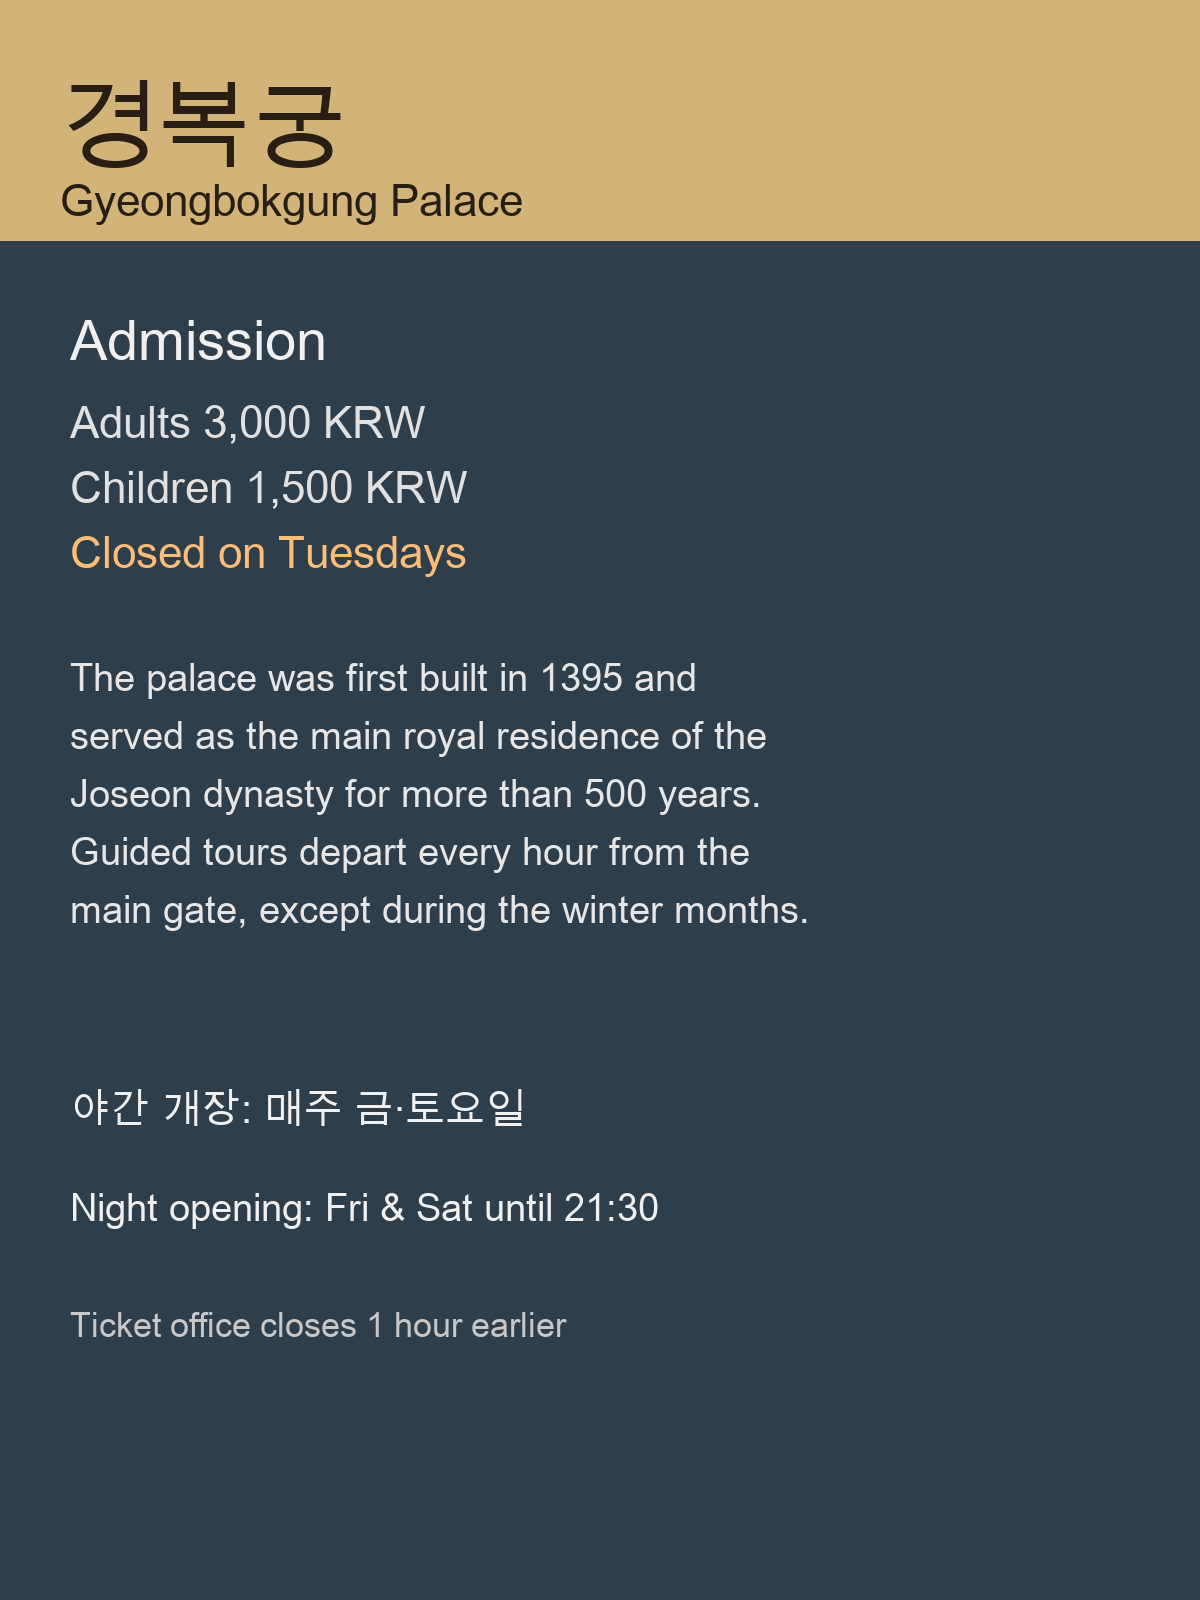 경복궁
Gyeongbokgung Palace
Admission
Adults 3,000 KRW
Children 1,500 KRW
Closed on Tuesdays
The palace was first built in 1395 and
served as the main royal residence of the
Joseon dynasty for more than 500 years.
Guided tours depart every hour from the
main gate, except during the winter months.
야간 개장: 매주 금·토요일
Night opening: Fri & Sat until 21:30
Ticket office closes 1 hour earlier